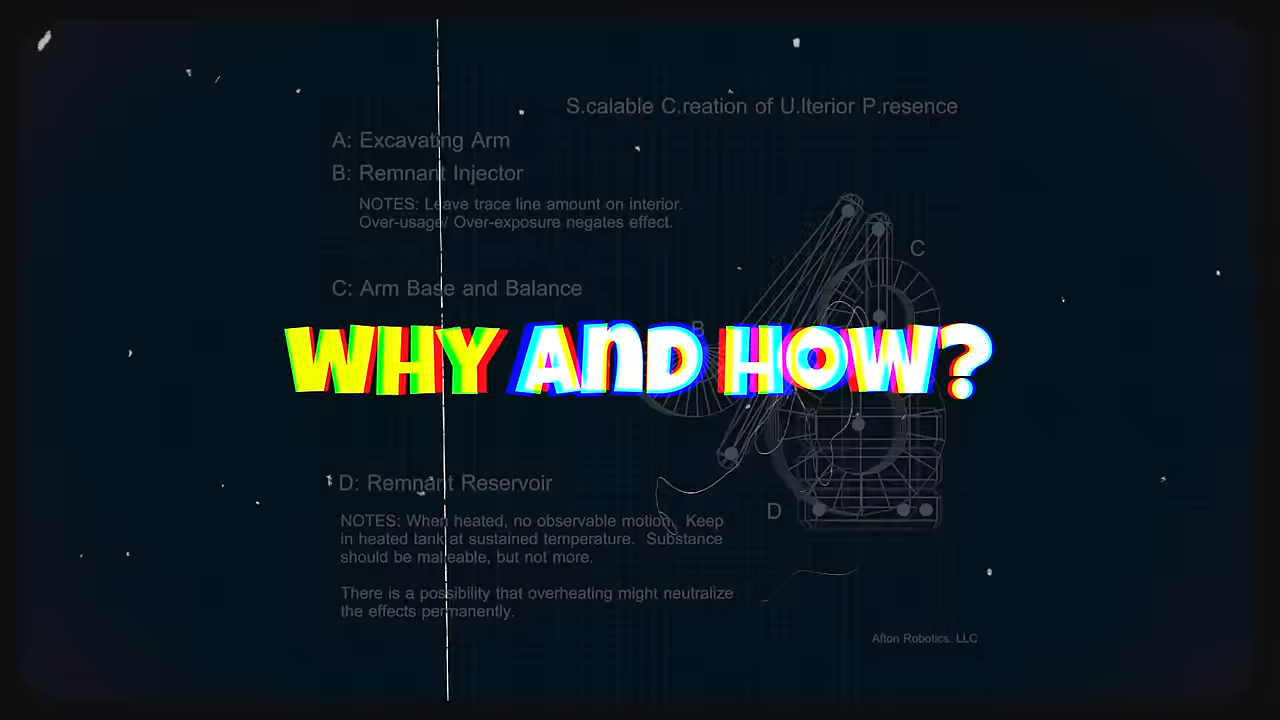 S.calable C.reation of U.lterior P.resence
A: Excavating Arm
B: Remnant Injector
NOTES: Leave trace line amount on interior.
Over-usage/ Over-exposure negates effect.
C
C: Arm Base and Balance
B
WHY AND HOW?
D: Remnant Reservoir
D
NOTES: When heated, no observable motion. Keep
in heated tank at sustained temperature. Substance
should be maleable, but not more.
There is a possibility that overheating might neutralize
the effects permanently.
Afton Robotics. LLC